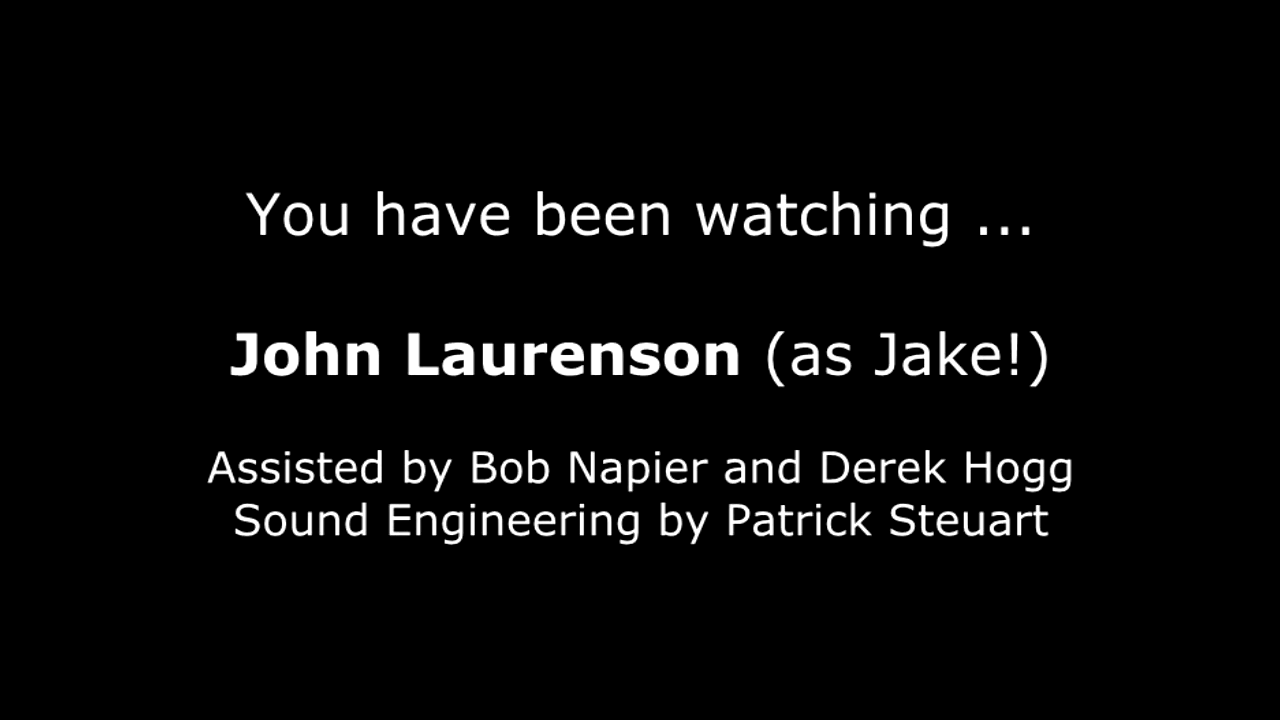 You have been watching ...
John Laurenson (as Jake!)
Assisted by Bob Napier and Derek Hogg
Sound Engineering by Patrick Steuart